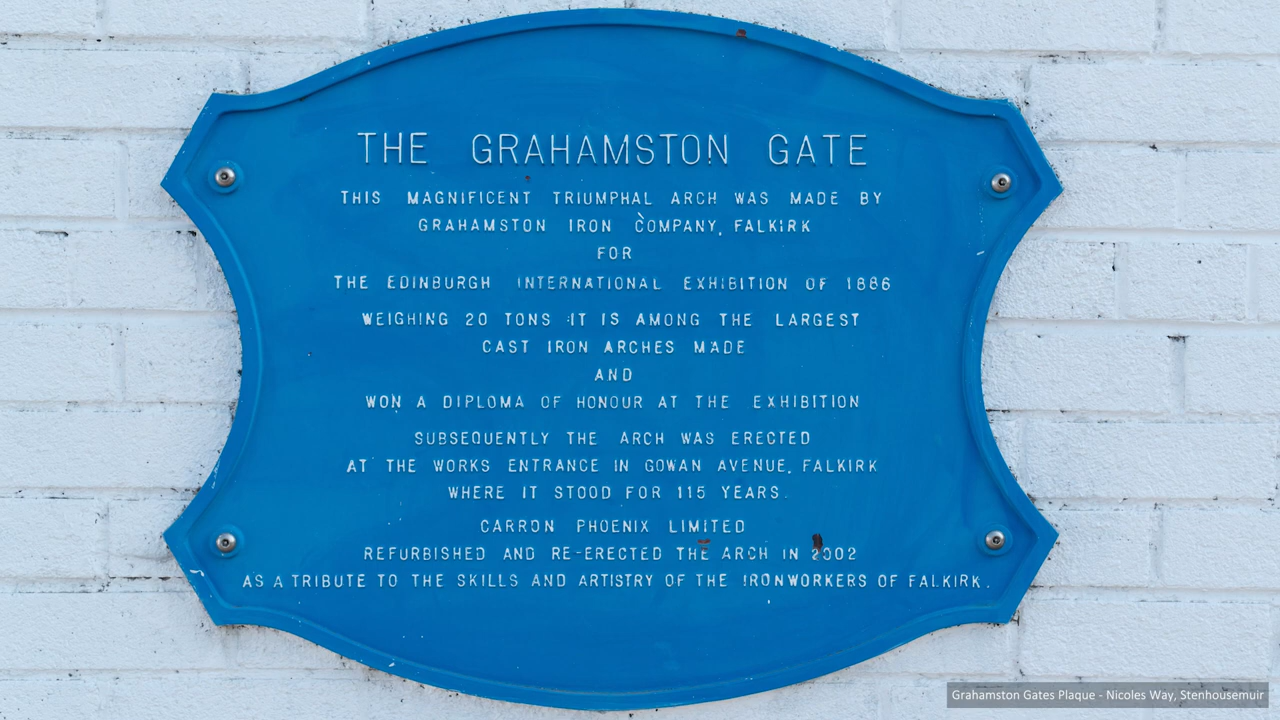 THE GRAHAMSTON GATE
THIS MAGNIFICENT TRIUMPHAL ARCH WAS MADE BY
GRAHAMSTON IRON COMPANY, FALKIRK
FOR
THE EDINBURGH INTERNATIONAL EXHIBITION OF 1886
WEIGHING 20 TONS IT IS AMONG THE LARGEST
CAST IRON ARCHES MADE
AND
WON A DIPLOMA OF HONOUR AT THE EXHIBITION
SUBSEQUENTLY THE ARCH WAS ERECTED
AT THE WORKS ENTRANCE IN GOWAN AVENUE, FALKIRK
WHERE IT STOOD FOR 115 YEARS.
CARRON PHOENIX LIMITED
REFURBISHED AND RE-ERECTED THE ARCH IN 2002
AS A TRIBUTE TO THE SKILLS AND ARTISTRY OF THE IRONWORKERS OF FALKIRK.
Grahamston Gates Plaque - Nicoles Way, Stenhousemuir